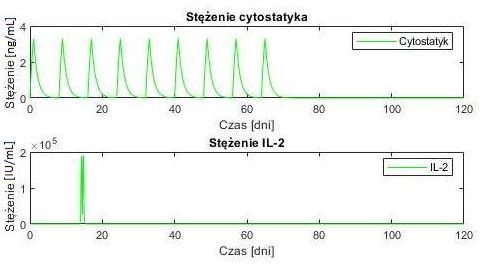 Stężenie cytostatyka
Stężenie [ng/mL]
4
2
0
Cytostatyk
0 20 40 60 80 100 120
Czas [dni]
Stężenie IL-2
×10^5
Stężenie [IU/mL]
2
1
0
IL-2
0 20 40 60 80 100 120
Czas [dni]